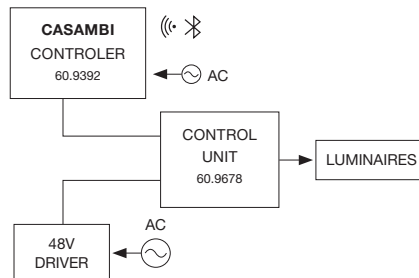 CASAMBI
CONTROLER
60.9392
AC
CONTROL
UNIT
60.9678
LUMINAIRES
AC
48V
DRIVER